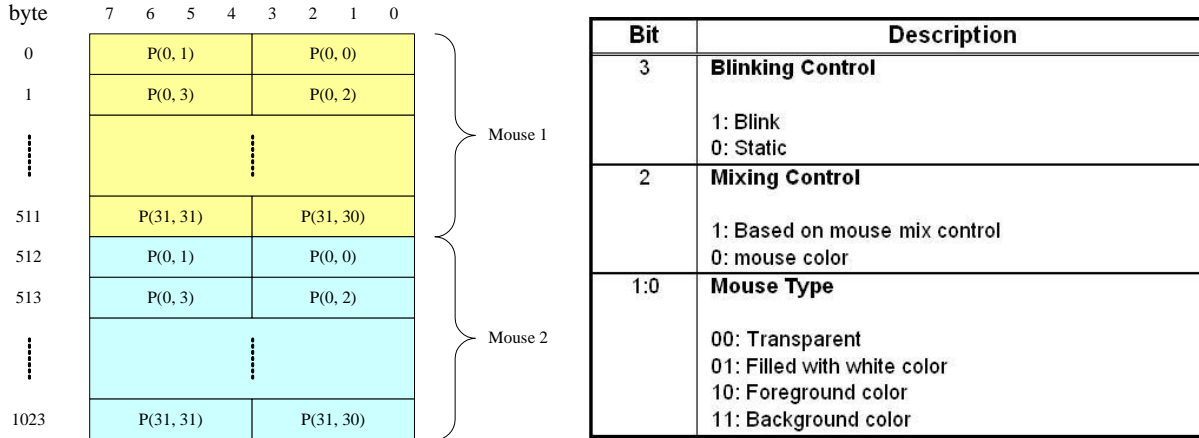 byte 7 6 5 4 3 2 1 0
0 P(0, 1) P(0, 0)
1 P(0, 3) P(0, 2)
Mouse 1
511 P(31, 31) P(31, 30)
512 P(0, 1) P(0, 0)
513 P(0, 3) P(0, 2)
Mouse 2
1023 P(31, 31) P(31, 30)
Bit Description
3 Blinking Control
1: Blink
0: Static
2 Mixing Control
1: Based on mouse mix control
0: mouse color
1:0 Mouse Type
00: Transparent
01: Filled with white color
10: Foreground color
11: Background color